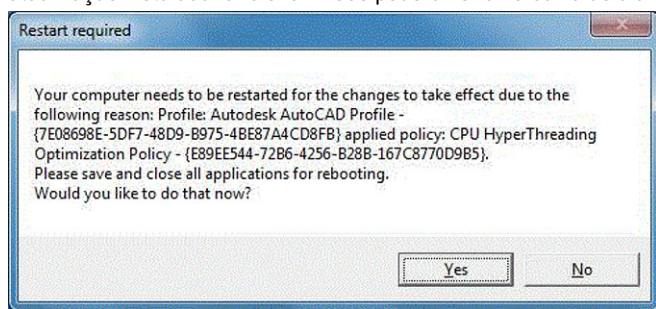 Restart required
Your computer needs to be restarted for the changes to take effect due to the
following reason: Profile: Autodesk AutoCAD Profile -
{7E08698E-5DF7-48D9-B975-4BE87A4CD8FB} applied policy: CPU HyperThreading
Optimization Policy - {E89EE544-72B6-4256-B28B-167C8770D9B5}.
Please save and close all applications for rebooting.
Would you like to do that now?
Yes No